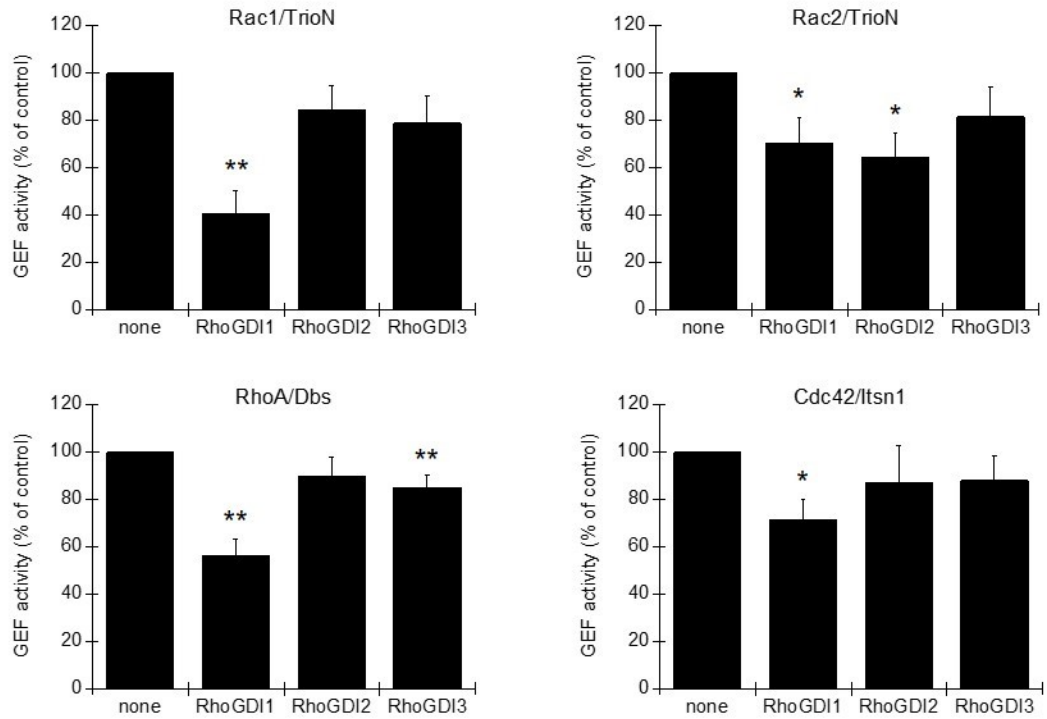 Rac1/TrioN
GEF activity (% of control)
120
100
80
60
40
20
0
**
none RhoGDI1 RhoGDI2 RhoGDI3
Rac2/TrioN
GEF activity (% of control)
120
100
80
60
40
20
0
* *
none RhoGDI1 RhoGDI2 RhoGDI3
RhoA/Dbs
GEF activity (% of control)
120
100
80
60
40
20
0
** **
none RhoGDI1 RhoGDI2 RhoGDI3
Cdc42/Itsn1
GEF activity (% of control)
120
100
80
60
40
20
0
*
none RhoGDI1 RhoGDI2 RhoGDI3